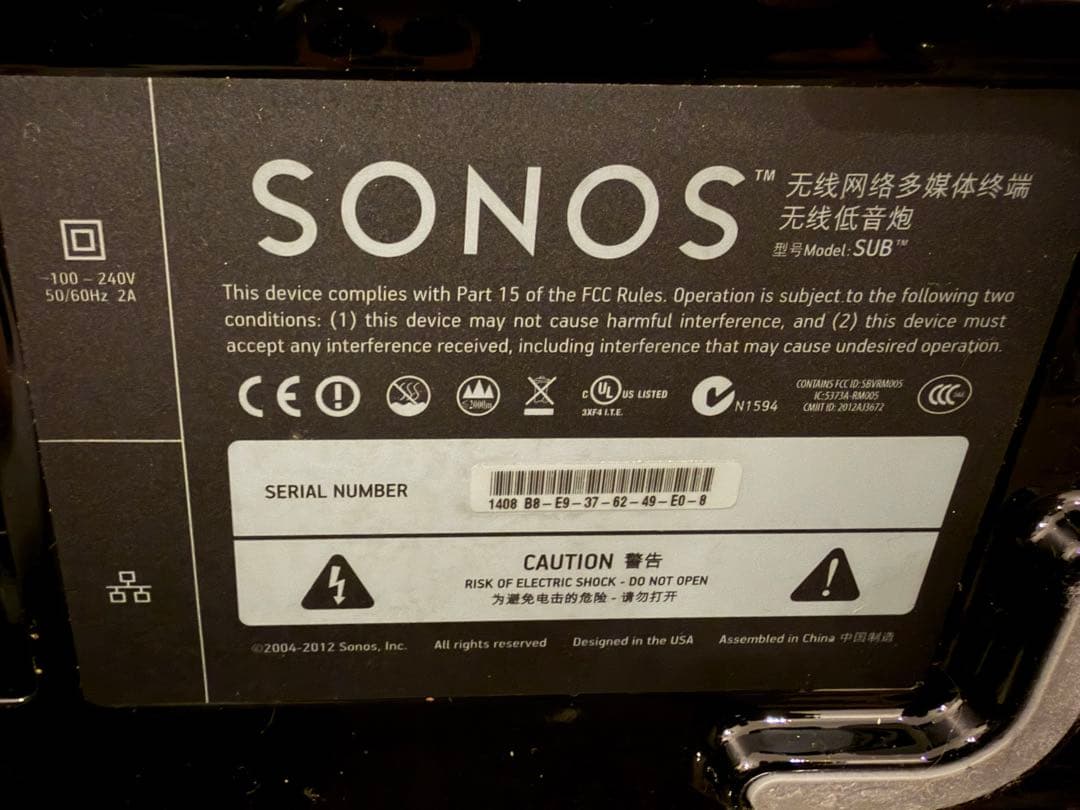 ~100 – 240V
50/60Hz 2A
SONOS™
无线网络多媒体终端
无线低音炮
型号Model: SUB™
This device complies with Part 15 of the FCC Rules. Operation is subject to the following two
conditions: (1) this device may not cause harmful interference, and (2) this device must
accept any interference received, including interference that may cause undesired operation.
CE
≤2000m
C UL US LISTED
3XF4 I.T.E.
N1594
CONTAINS FCC ID: SBVRM005
IC:5373A-RM005
CMIIT ID: 2012AJ3672
CCC
SERIAL NUMBER
1408 B8-E9-37-62-49-E0-8
CAUTION 警告
RISK OF ELECTRIC SHOCK - DO NOT OPEN
为避免电击的危险 - 请勿打开
©2004-2012 Sonos, Inc. All rights reserved Designed in the USA Assembled in China 中国制造